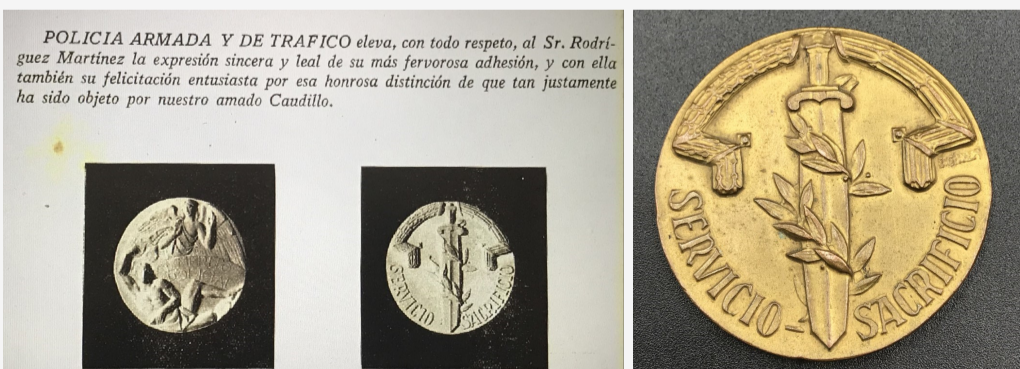 POLICIA ARMADA Y DE TRAFICO eleva, con todo respeto, al Sr. Rodrí-
guez Martínez la expresión sincera y leal de su más fervorosa adhesión, y con ella
también su felicitación entusiasta por esa honrosa distinción de que tan justamente
ha sido objeto por nuestro amado Caudillo.
SERVICIO SACRIFICIO
SERVICIO - SACRIFICIO